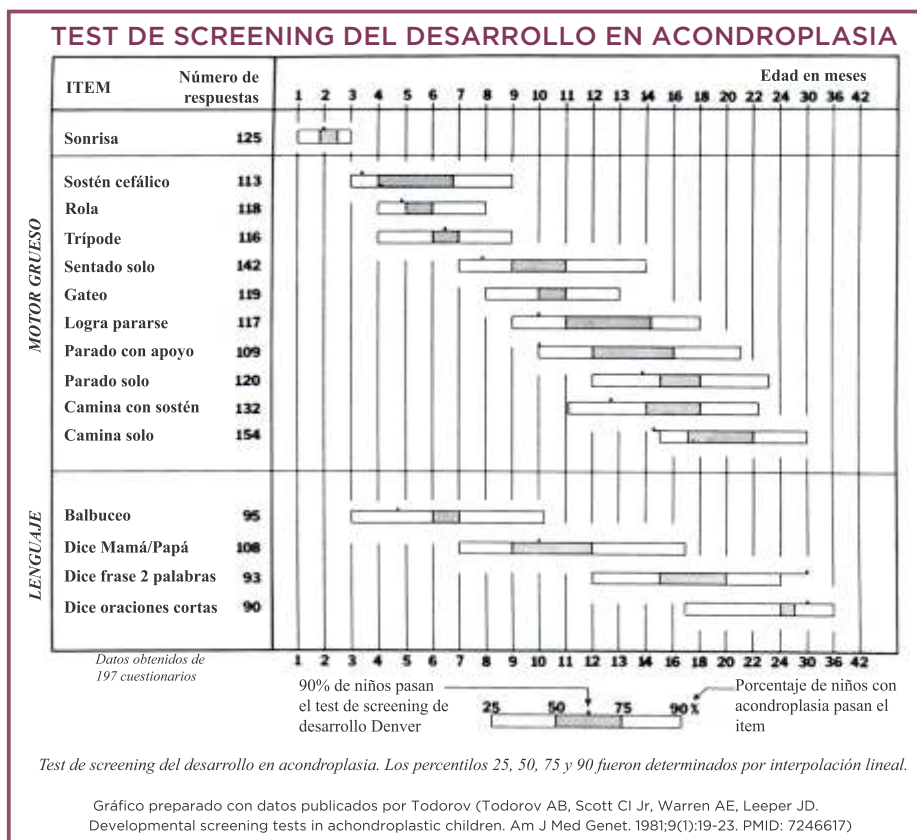 TEST DE SCREENING DEL DESARROLLO EN ACONDROPLASIA
ITEM
Número de
respuestas
Edad en meses
1 2 3 4 5 6 7 8 9 10 11 12 13 14 16 18 20 22 24 30 36 42
Sonrisa 125
MOTOR GRUESO
Sostén cefálico 113
Rola 118
Trípode 116
Sentado solo 142
Gateo 119
Logra pararse 117
Parado con apoyo 109
Parado solo 120
Camina con sostén 132
Camina solo 154
LENGUAJE
Balbuceo 95
Dice Mamá/Papá 108
Dice frase 2 palabras 93
Dice oraciones cortas 90
Datos obtenidos de
197 cuestionarios
1 2 3 4 5 6 7 8 9 10 11 12 13 14 16 18 20 22 24 30 36 42
90% de niños pasan
el test de screening de
desarrollo Denver
25 50 75 90%
Porcentaje de niños con
acondroplasia pasan el
item
Test de screening del desarrollo en acondroplasia. Los percentilos 25, 50, 75 y 90 fueron determinados por interpolación lineal.
Gráfico preparado con datos publicados por Todorov (Todorov AB, Scott CI Jr, Warren AE, Leeper JD.
Developmental screening tests in achondroplastic children. Am J Med Genet. 1981;9(1):19-23. PMID: 7246617)